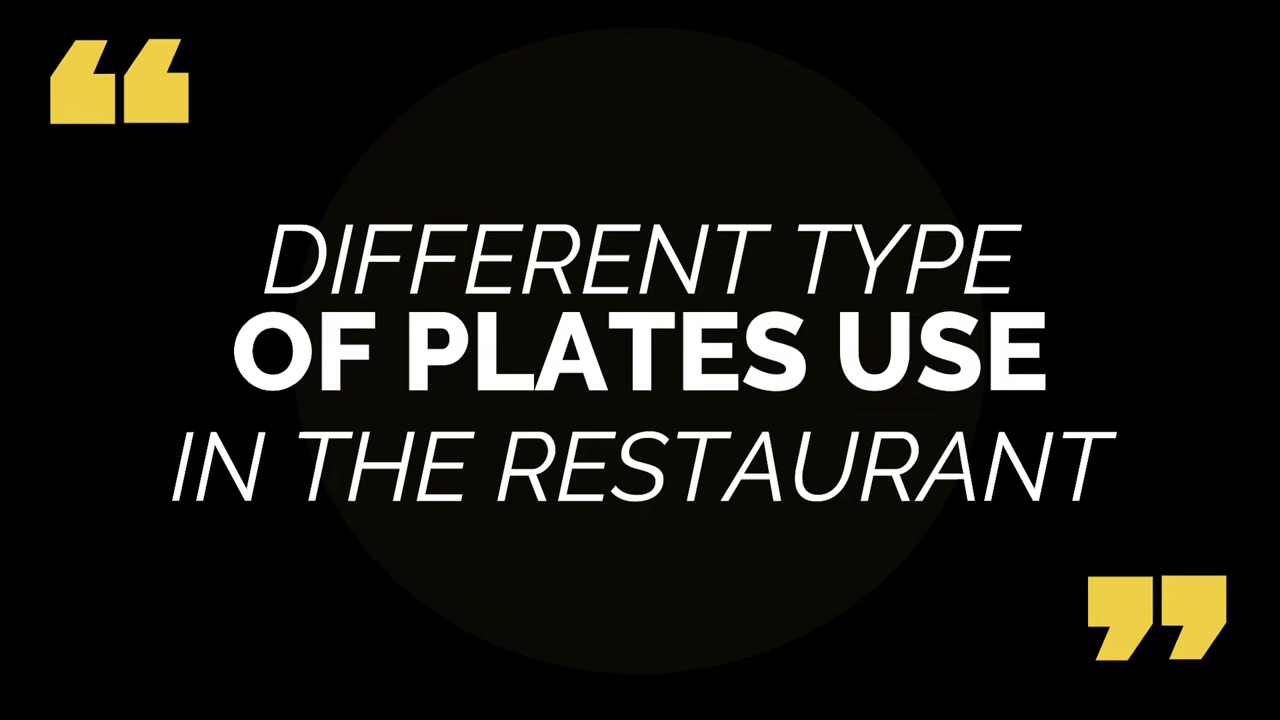 DIFFERENT TYPE
OF PLATES USE
IN THE RESTAURANT